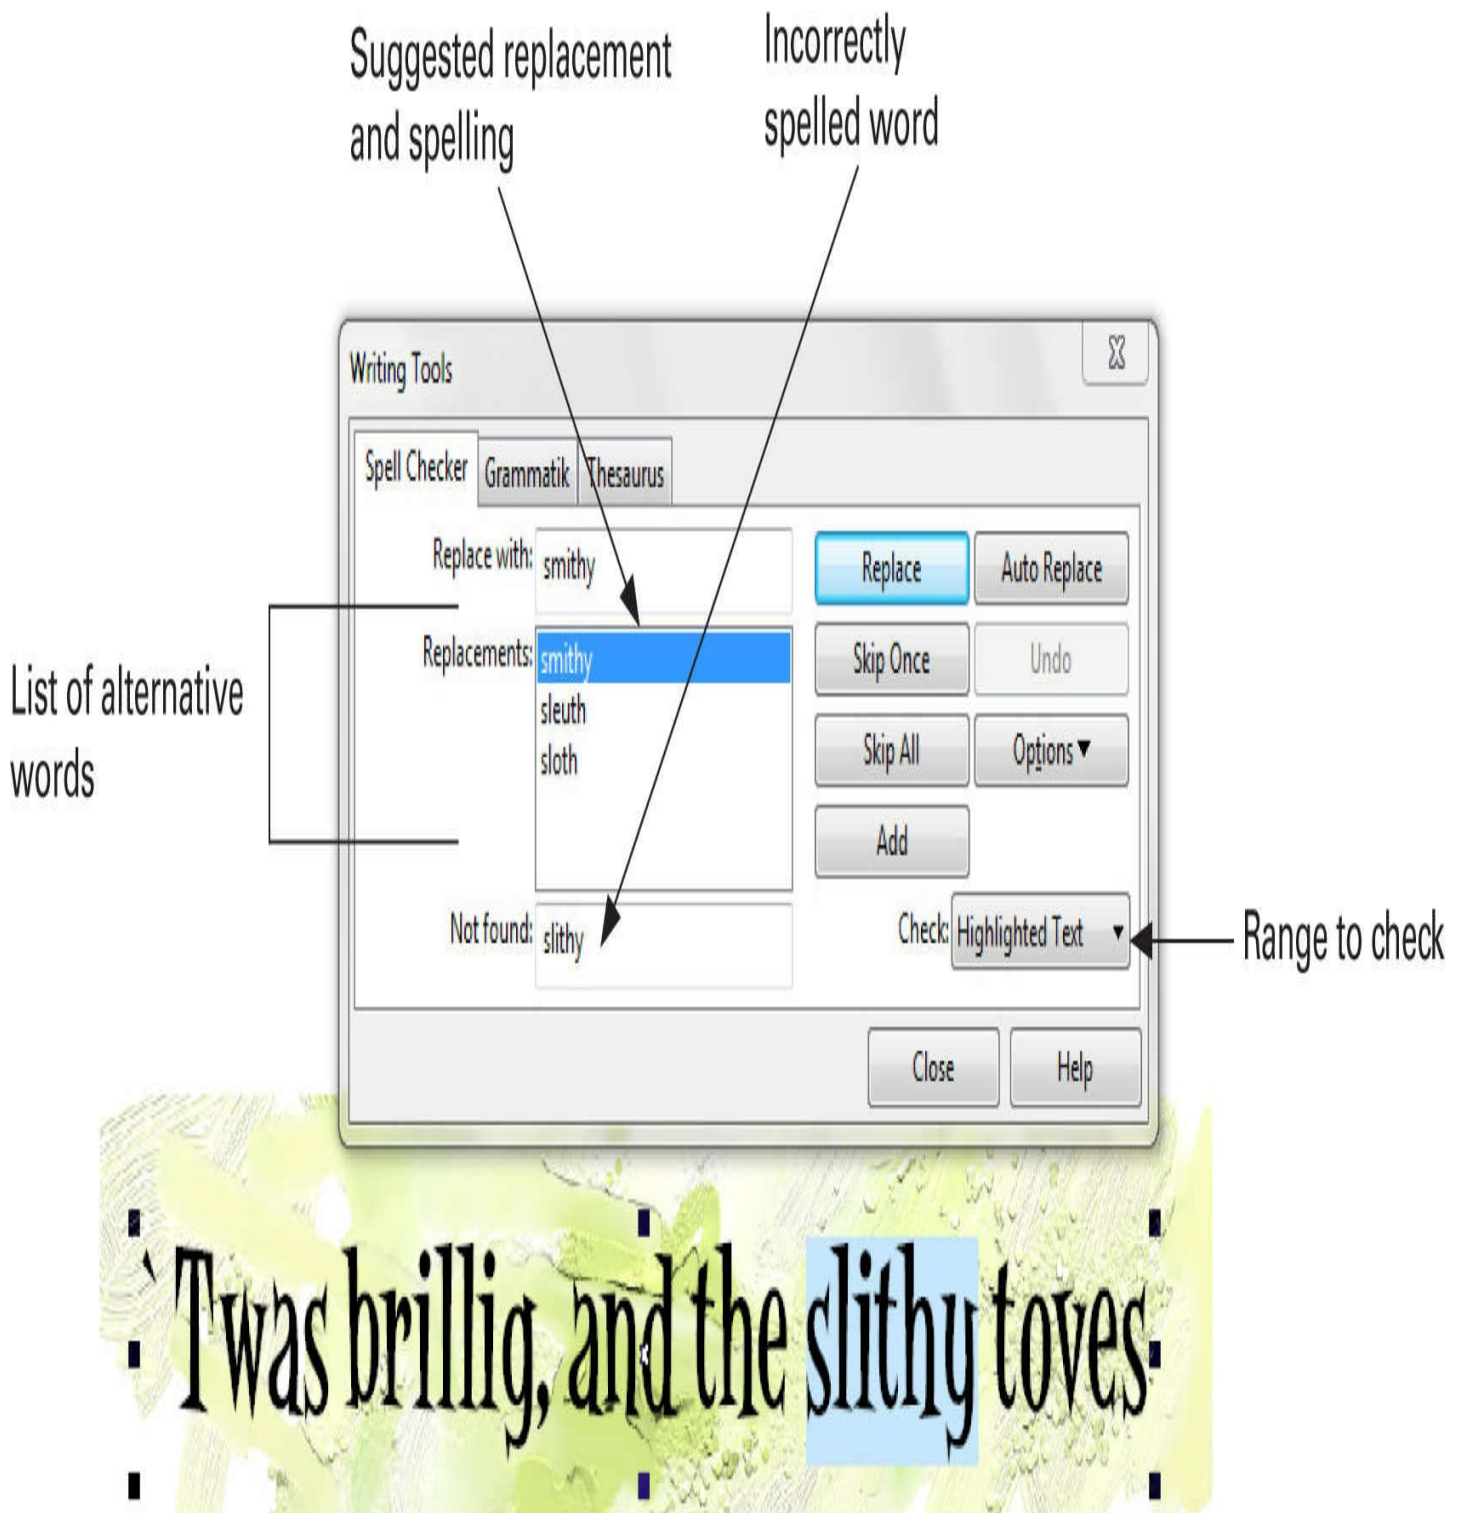 Suggested replacement
and spelling
Incorrectly
spelled word
Writing Tools
Spell Checker Grammatik Thesaurus
Replace with: smithy Replace Auto Replace
Replacements: smithy Skip Once Undo
sleuth
sloth Skip All Options
Add
List of alternative
words
Not found: slithy Check: Highlighted Text
Range to check
Close Help
`Twas brillig, and the slithy toves